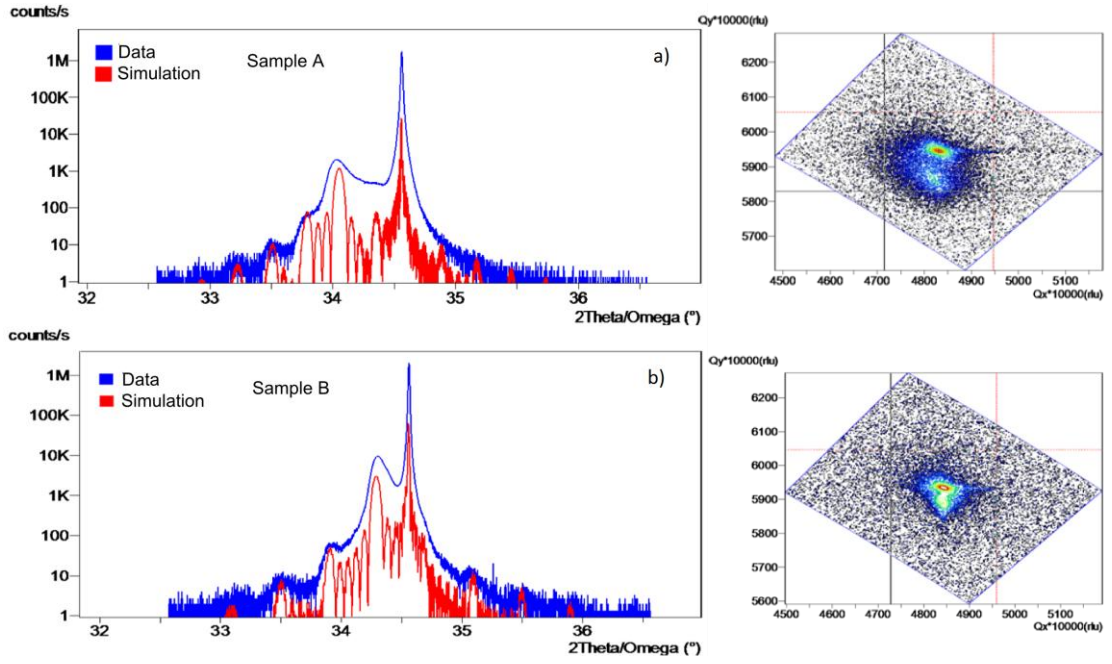 counts/s
1M
100K
10K
1K
100
10
1
Data
Simulation
Sample A
a)
32
33
34
35
36
2Theta/Omega (°)
Qy*10000(rlu)
6200
6100
6000
5900
5800
5700
4500
4600
4700
4800
4900
5000
5100
Qx*10000(rlu)
counts/s
1M
100K
10K
1K
100
10
1
Data
Simulation
Sample B
b)
32
33
34
35
36
2Theta/Omega (°)
Qy*10000(rlu)
6200
6100
6000
5900
5800
5700
5600
4500
4600
4700
4800
4900
5000
5100
Qx*10000(rlu)